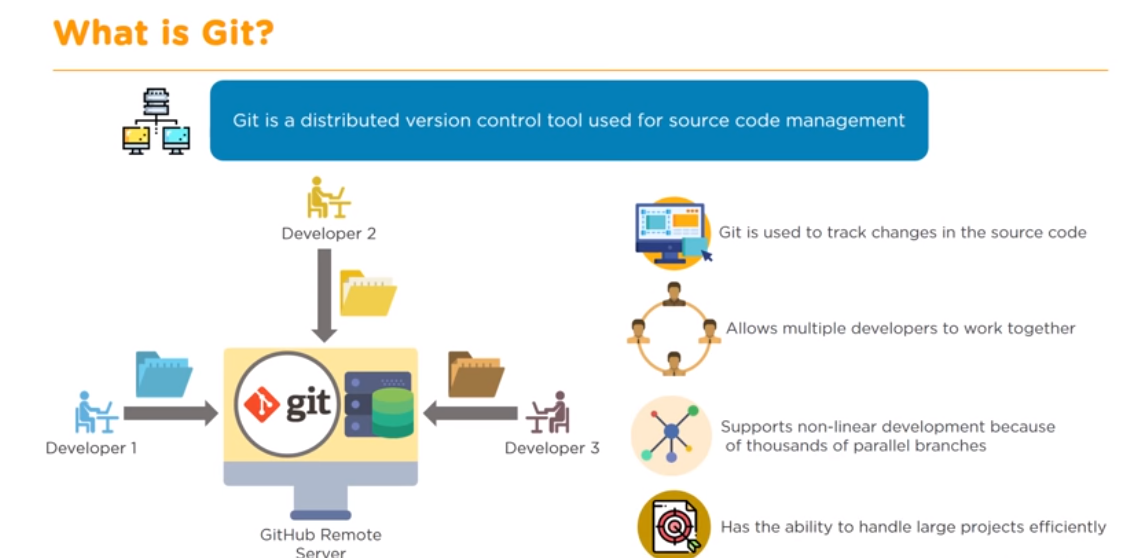 What is Git?
Git is a distributed version control tool used for source code management
Developer 2
Git is used to track changes in the source code
Allows multiple developers to work together
git
Developer 1
Developer 3
Supports non-linear development because
of thousands of parallel branches
GitHub Remote
Server
Has the ability to handle large projects efficiently